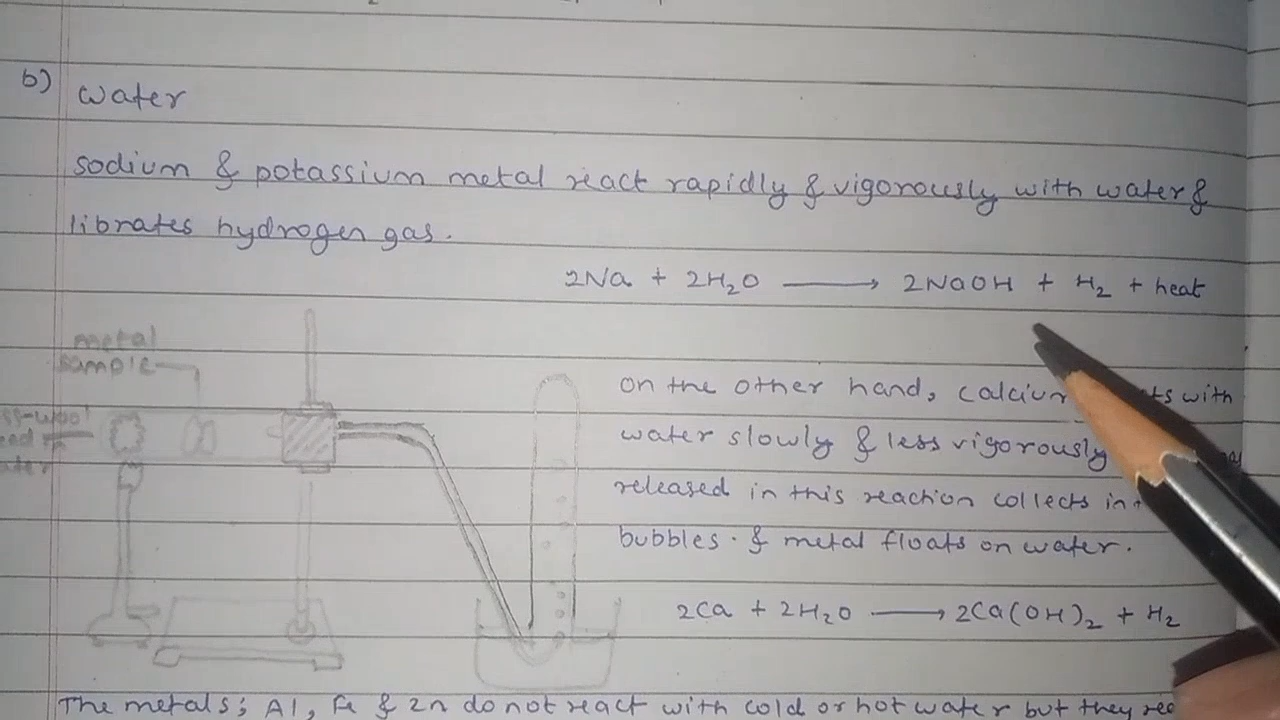 b) water
sodium & potassium metal react rapidly & vigorously with water &
librates hydrogen gas.
2Na + 2H₂O ⟶ 2NaOH + H₂ + heat
metal
sample
on the other hand, calcium with
water slowly & less vigorously
released in this reaction collects in
bubbles. & metal floats on water.
2Ca + 2H₂O ⟶ 2Ca(OH)₂ + H₂
The metals; Al, Fe & Zn do not react with cold or hot water but they